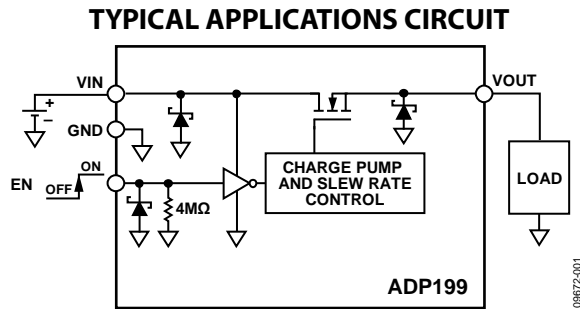 TYPICAL APPLICATIONS CIRCUIT
VIN
VOUT
+
–
GND
EN
OFF
ON
4MΩ
CHARGE PUMP
AND SLEW RATE
CONTROL
LOAD
ADP199
09672-001